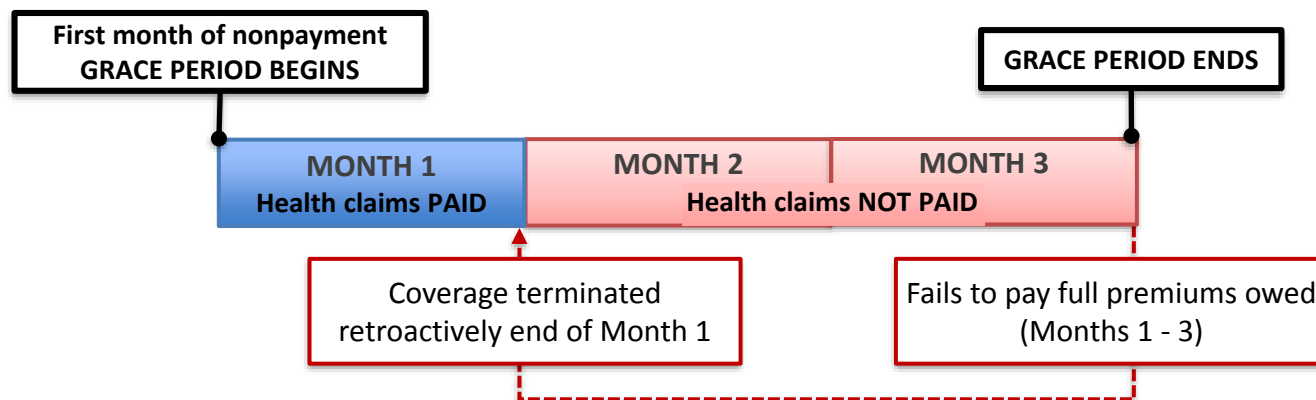 First month of nonpayment
GRACE PERIOD BEGINS
GRACE PERIOD ENDS
MONTH 1
Health claims PAID
MONTH 2
MONTH 3
Health claims NOT PAID
Coverage terminated
retroactively end of Month 1
Fails to pay full premiums owed
(Months 1 - 3)